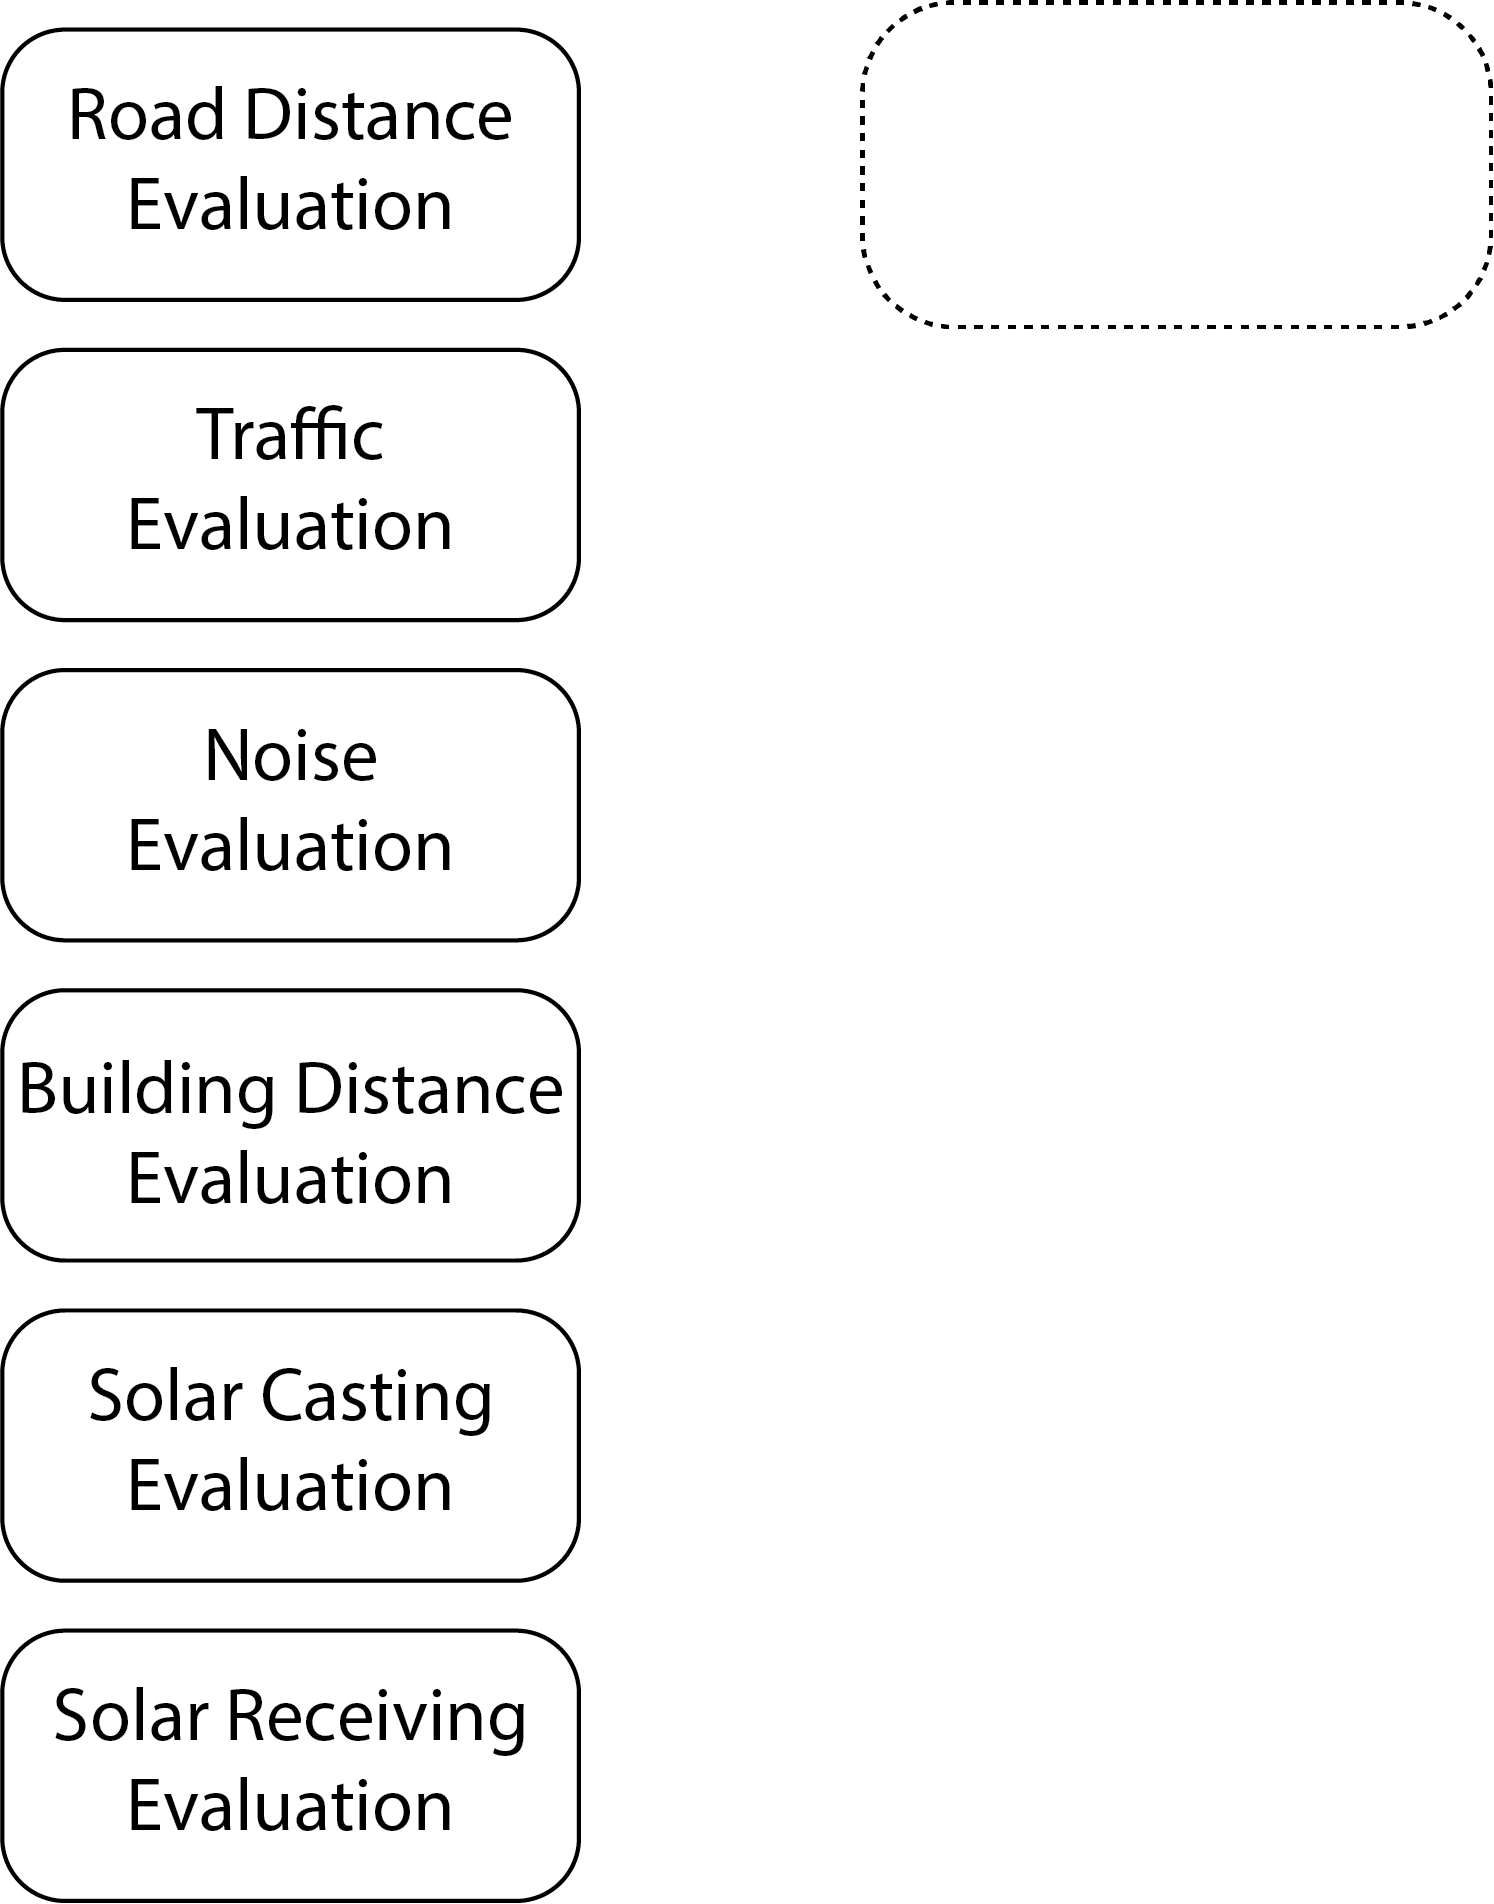 Road Distance
Evaluation
Traffic
Evaluation
Noise
Evaluation
Building Distance
Evaluation
Solar Casting
Evaluation
Solar Receiving
Evaluation